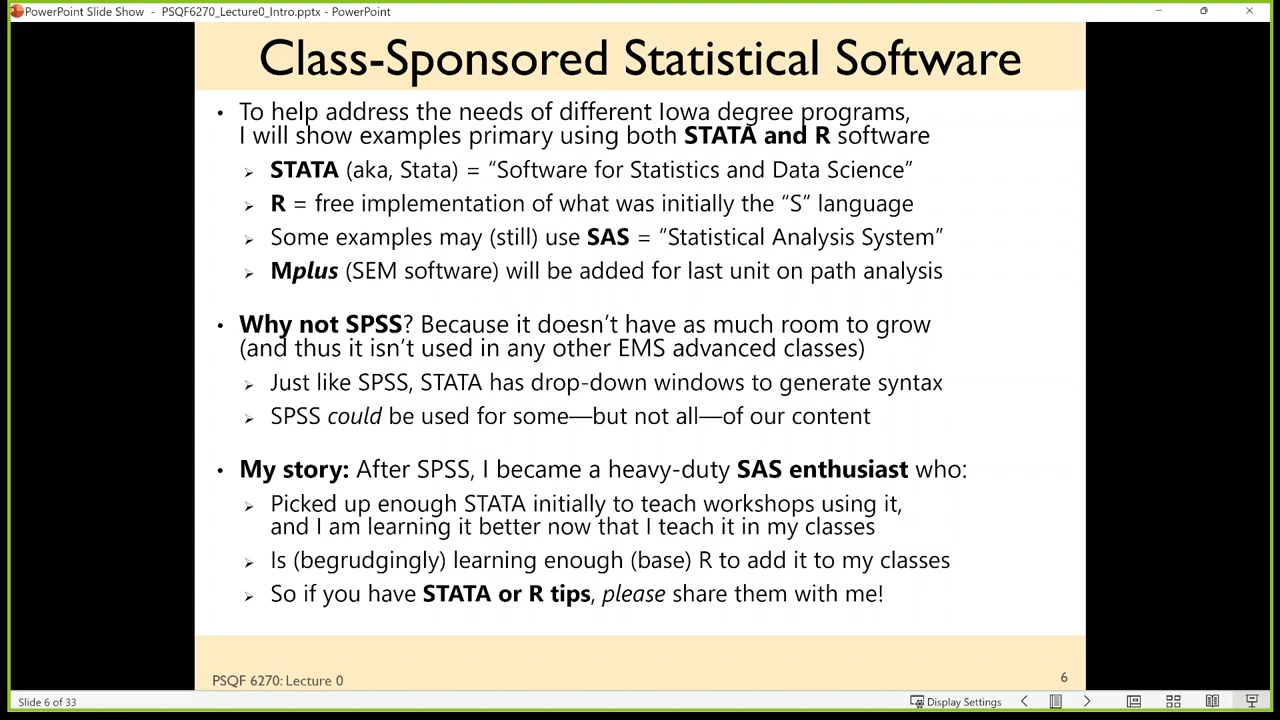 PowerPoint Slide Show - PSQF6270_Lecture0_Intro.pptx - PowerPoint
Class-Sponsored Statistical Software
• To help address the needs of different Iowa degree programs,
I will show examples primary using both STATA and R software
➢ STATA (aka, Stata) = “Software for Statistics and Data Science”
➢ R = free implementation of what was initially the “S” language
➢ Some examples may (still) use SAS = “Statistical Analysis System”
➢ Mplus (SEM software) will be added for last unit on path analysis
• Why not SPSS? Because it doesn’t have as much room to grow
(and thus it isn’t used in any other EMS advanced classes)
➢ Just like SPSS, STATA has drop-down windows to generate syntax
➢ SPSS could be used for some—but not all—of our content
• My story: After SPSS, I became a heavy-duty SAS enthusiast who:
➢ Picked up enough STATA initially to teach workshops using it,
and I am learning it better now that I teach it in my classes
➢ Is (begrudgingly) learning enough (base) R to add it to my classes
➢ So if you have STATA or R tips, please share them with me!
PSQF 6270: Lecture 0
6
Slide 6 of 33
Display Settings